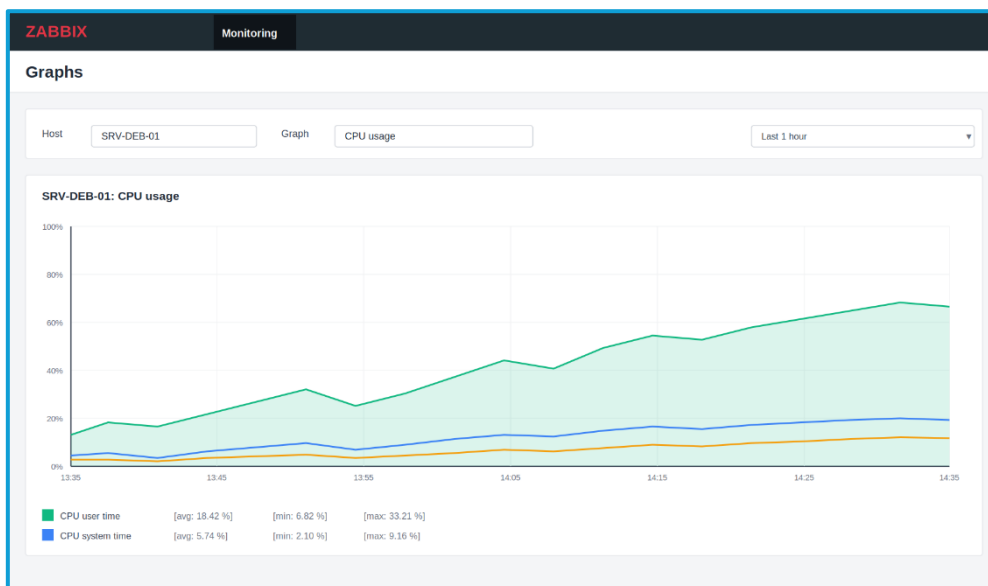 ZABBIX Monitoring
Graphs
Host SRV-DEB-01 Graph CPU usage Last 1 hour
SRV-DEB-01: CPU usage
100%
80%
60%
40%
20%
0%
13:35 13:45 13:55 14:05 14:15 14:25 14:35
CPU user time [avg: 18.42 %] [min: 6.82 %] [max: 33.21 %]
CPU system time [avg: 5.74 %] [min: 2.10 %] [max: 9.16 %]